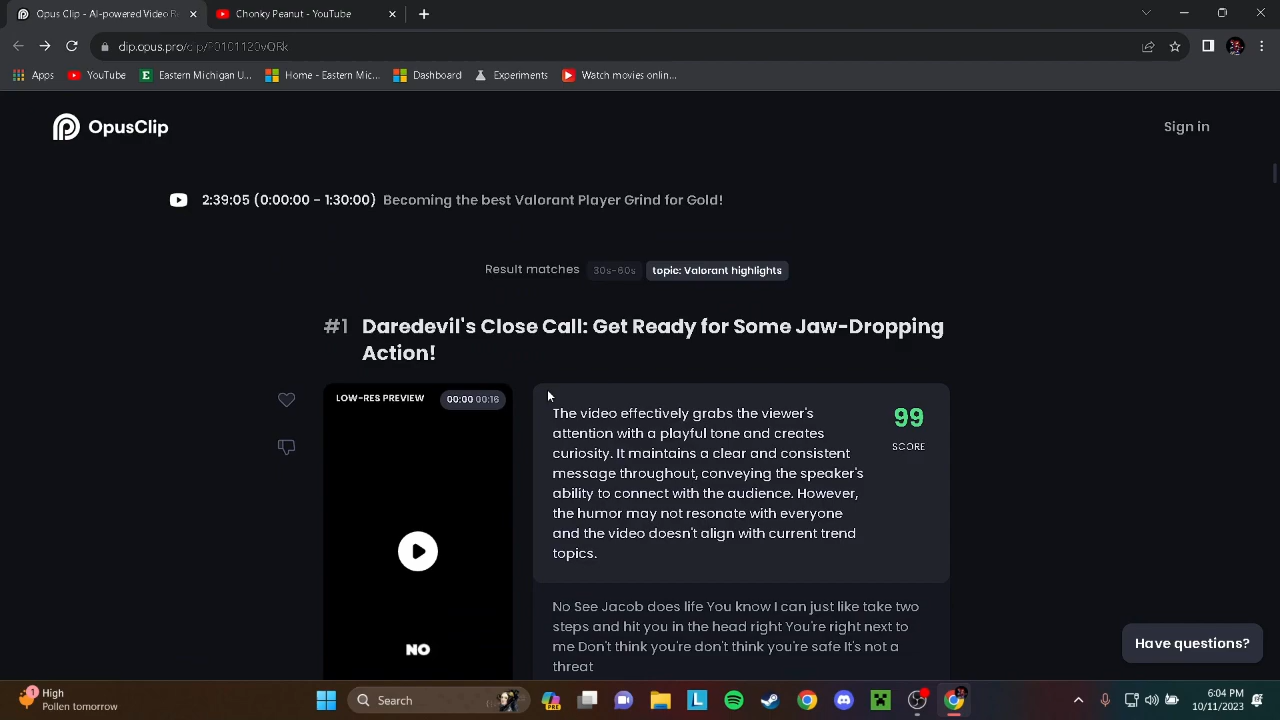 Opus Clip - AI-powered Video Re
Chonky Peanut - YouTube
Apps
YouTube
Eastern Michigan U...
Home - Eastern Mic...
Dashboard
Experiments
Watch movies onlin...
OpusClip
Sign in
2:39:05 (0:00:00 - 1:30:00) Becoming the best Valorant Player Grind for Gold!
Result matches 30s-60s topic: Valorant highlights
#1 Daredevil's Close Call: Get Ready for Some Jaw-Dropping
Action!
LOW-RES PREVIEW 00:00 00:16
NO
The video effectively grabs the viewer's
attention with a playful tone and creates
curiosity. It maintains a clear and consistent
message throughout, conveying the speaker's
ability to connect with the audience. However,
the humor may not resonate with everyone
and the video doesn't align with current trend
topics.
99
SCORE
No See Jacob does life You know I can just like take two
steps and hit you in the head right You're right next to
me Don't think you're don't think you're safe It's not a
threat
Have questions?
1
High
Pollen tomorrow
Search
PRE
L
6:04 PM
10/11/2023